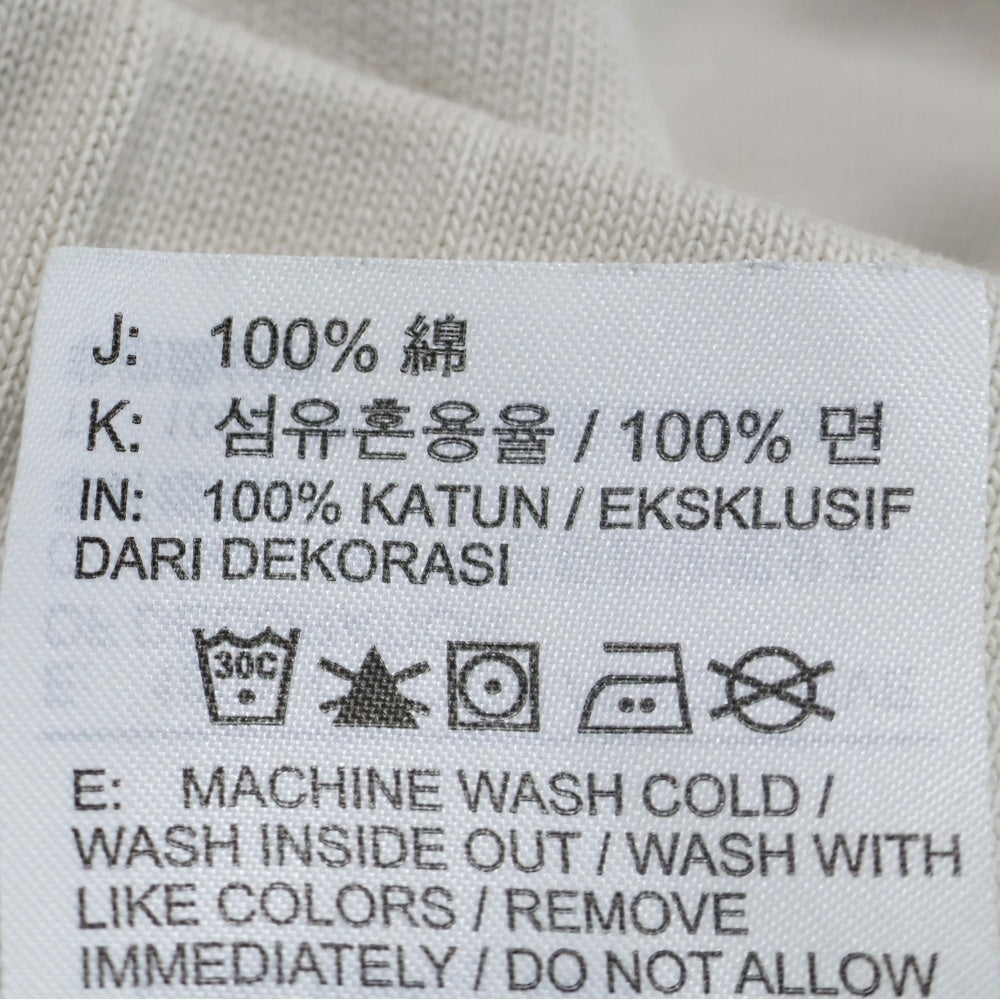 J: 100% 綿
K: 섬유혼용율 / 100% 면
IN: 100% KATUN / EKSKLUSIF
DARI DEKORASI
30C
E: MACHINE WASH COLD /
WASH INSIDE OUT / WASH WITH
LIKE COLORS / REMOVE
IMMEDIATELY / DO NOT ALLOW